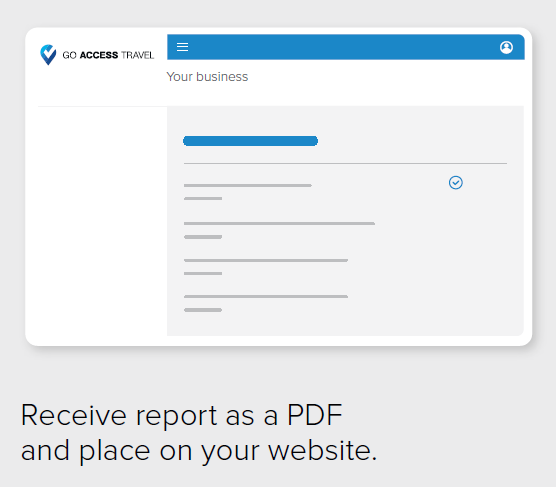 GO ACCESS TRAVEL
Your business
Receive report as a PDF
and place on your website.